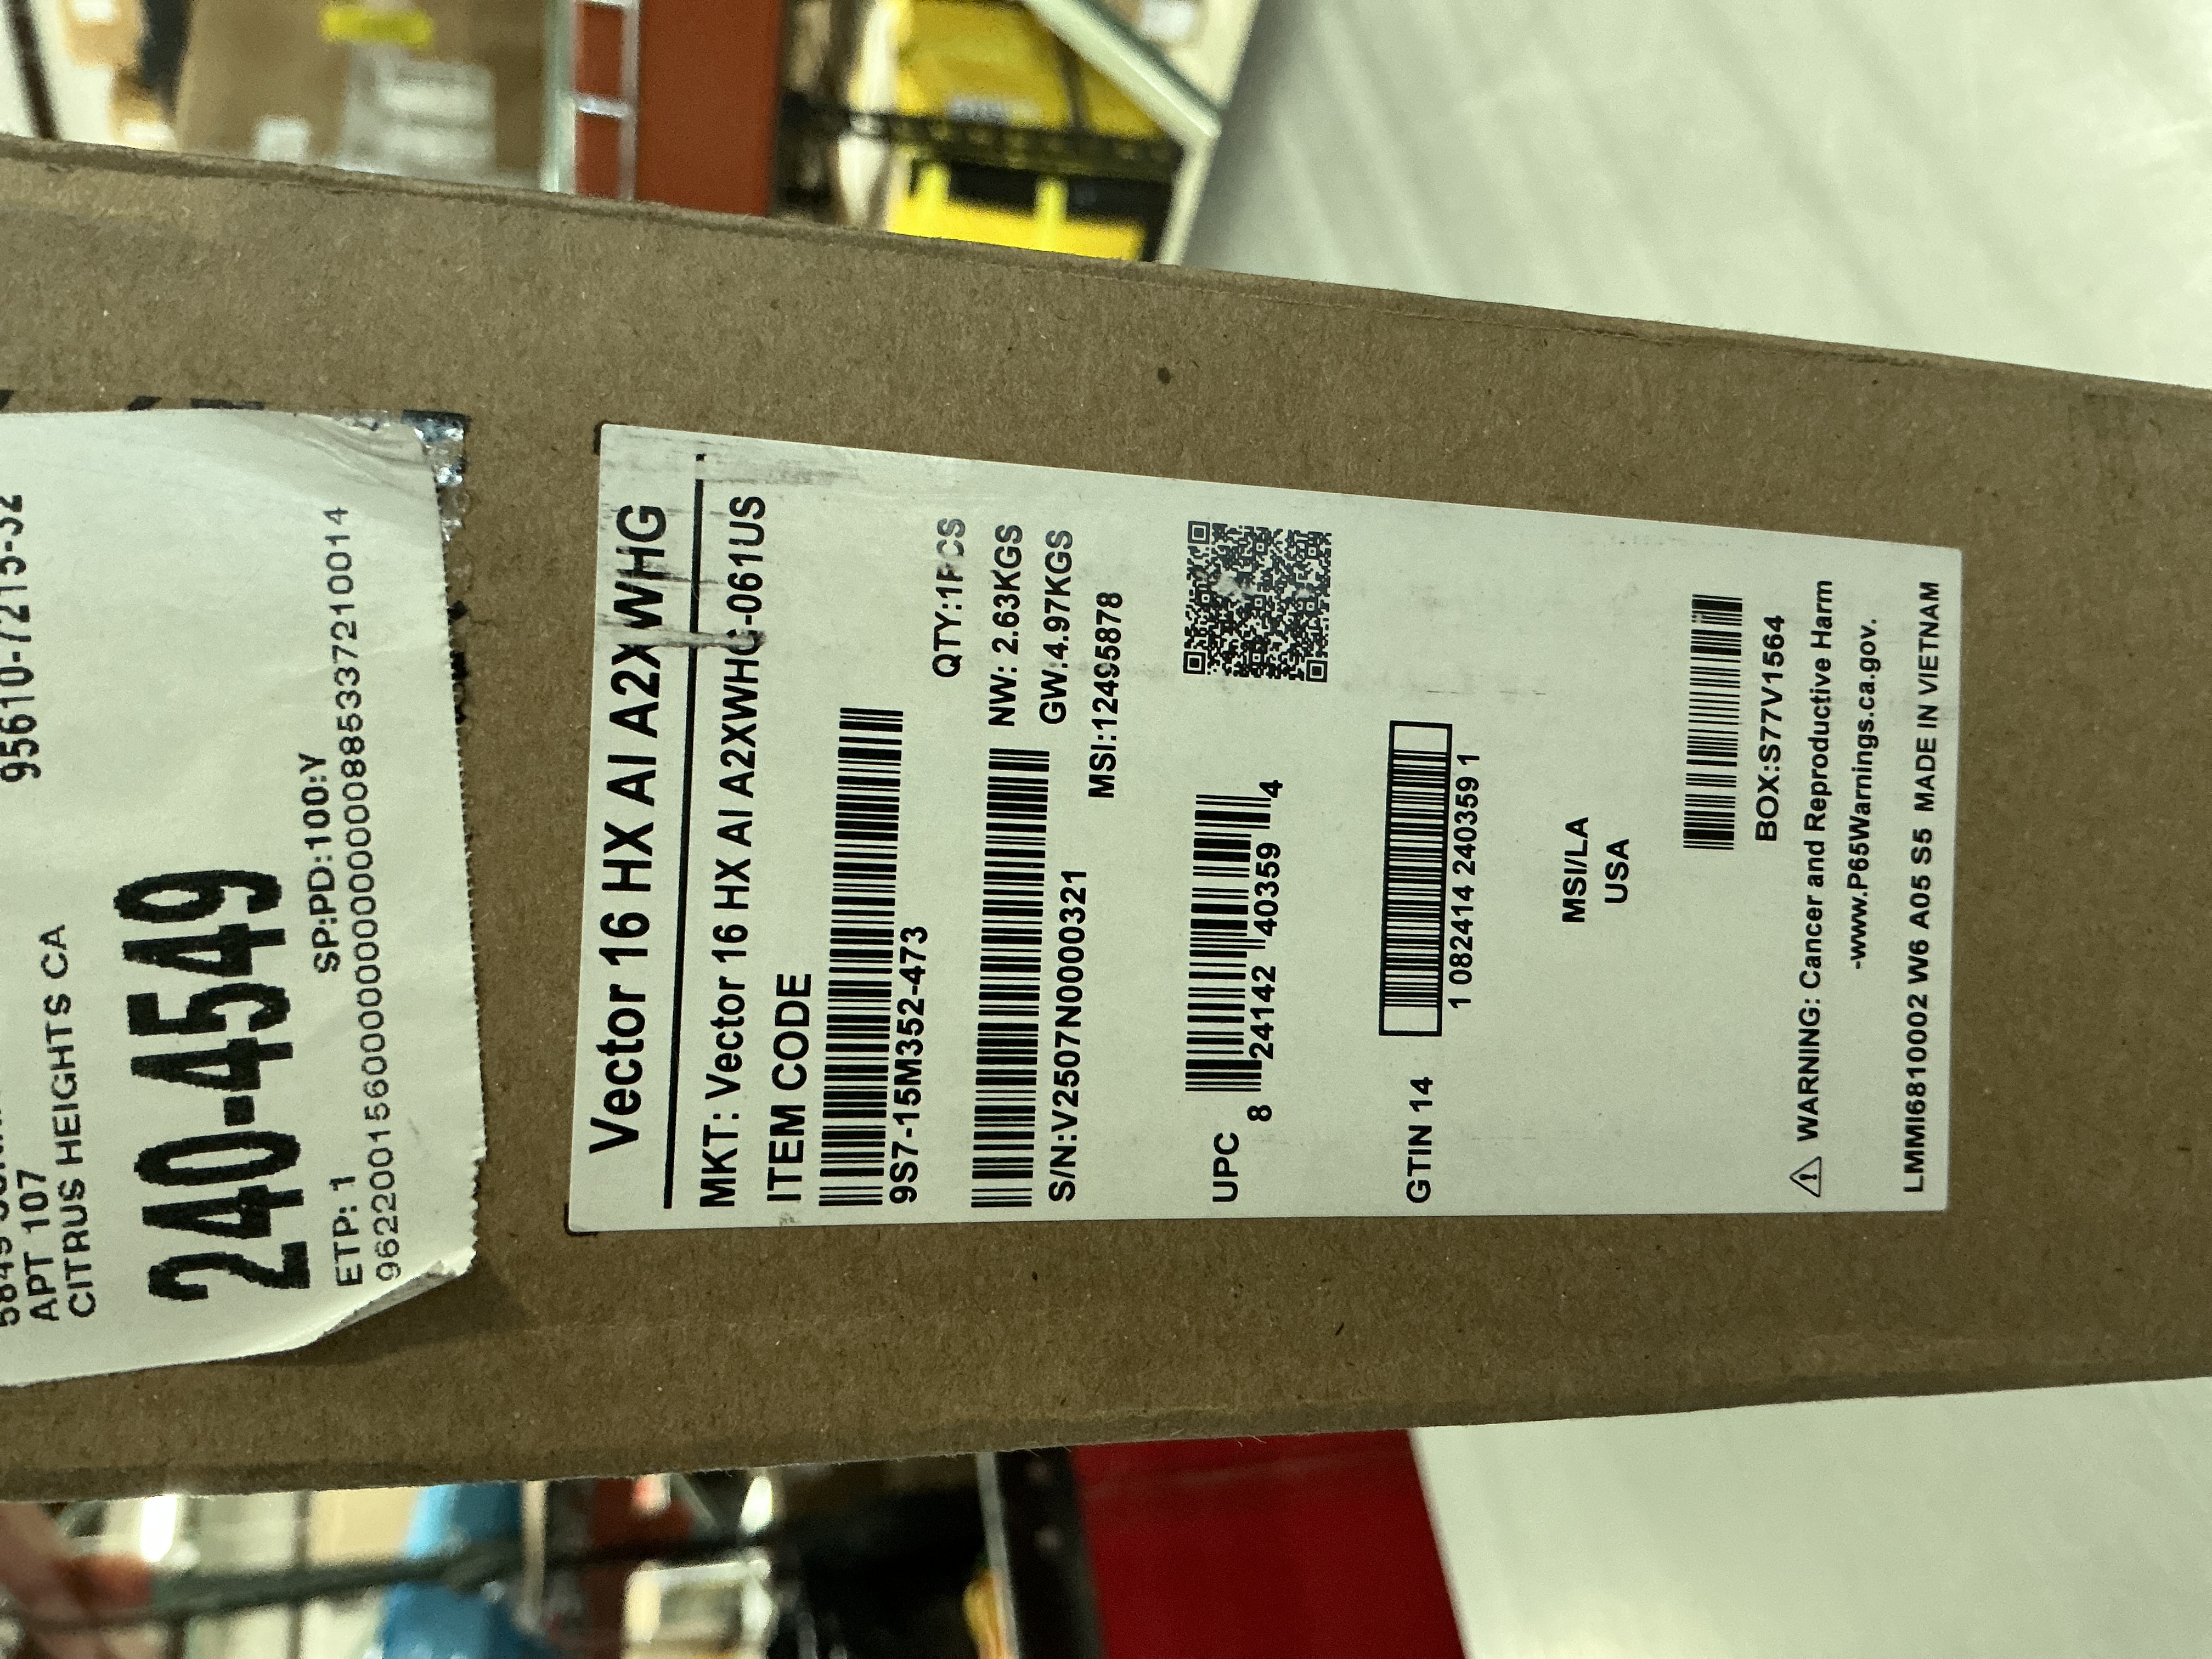 95610-7215-32
APT 107
CITRUS HEIGHTS CA
240-4549
ETP: 1
SP:PD:100:Y
9622001560000000000000885337210014
Vector 16 HX AI A2XWHG
MKT: Vector 16 HX AI A2XWHG-061US
ITEM CODE
9S7-15M352-473
QTY:1PCS
NW: 2.63KGS
S/N:V2507N0000321
GW:4.97KGS
MSI:12495878
UPC
8 24142 40359 4
GTIN 14
1 082414 240359 1
MSI/LA
USA
BOX:S77V1564
WARNING: Cancer and Reproductive Harm
-www.P65Warnings.ca.gov.
LMMI6810002 W6 A05 S5 MADE IN VIETNAM